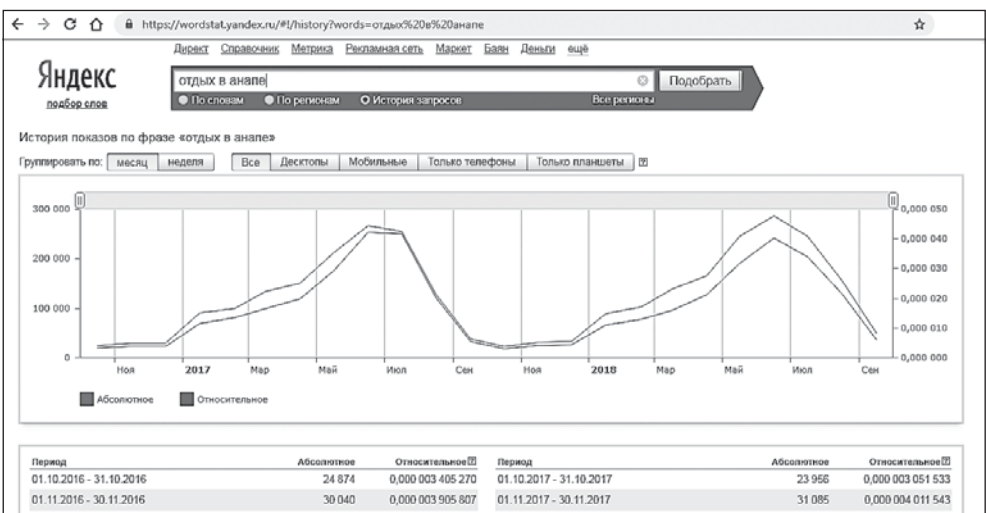 https://wordstat.yandex.ru/#!/history?words=отдых%20в%20анапе
Директ Справочник Метрика Рекламная сеть Маркет Баян Деньги ещё
Яндекс
подбор слов
отдых в анапе
Подобрать
По словам По регионам История запросов Все регионы
История показов по фразе «отдых в анапе»
Группировать по: месяц неделя Все Десктопы Мобильные Только телефоны Только планшеты
300 000
200 000
100 000
0
0,000 050
0,000 040
0,000 030
0,000 020
0,000 010
0,000 000
Ноя 2017 Мар Май Июл Сен Ноя 2018 Мар Май Июл Сен
Абсолютное Относительное
Период Абсолютное Относительное Период Абсолютное Относительное
01.10.2016 - 31.10.2016 24 874 0,000 003 405 270 01.10.2017 - 31.10.2017 23 956 0,000 003 051 533
01.11.2016 - 30.11.2016 30 040 0,000 003 905 807 01.11.2017 - 30.11.2017 31 085 0,000 004 011 543